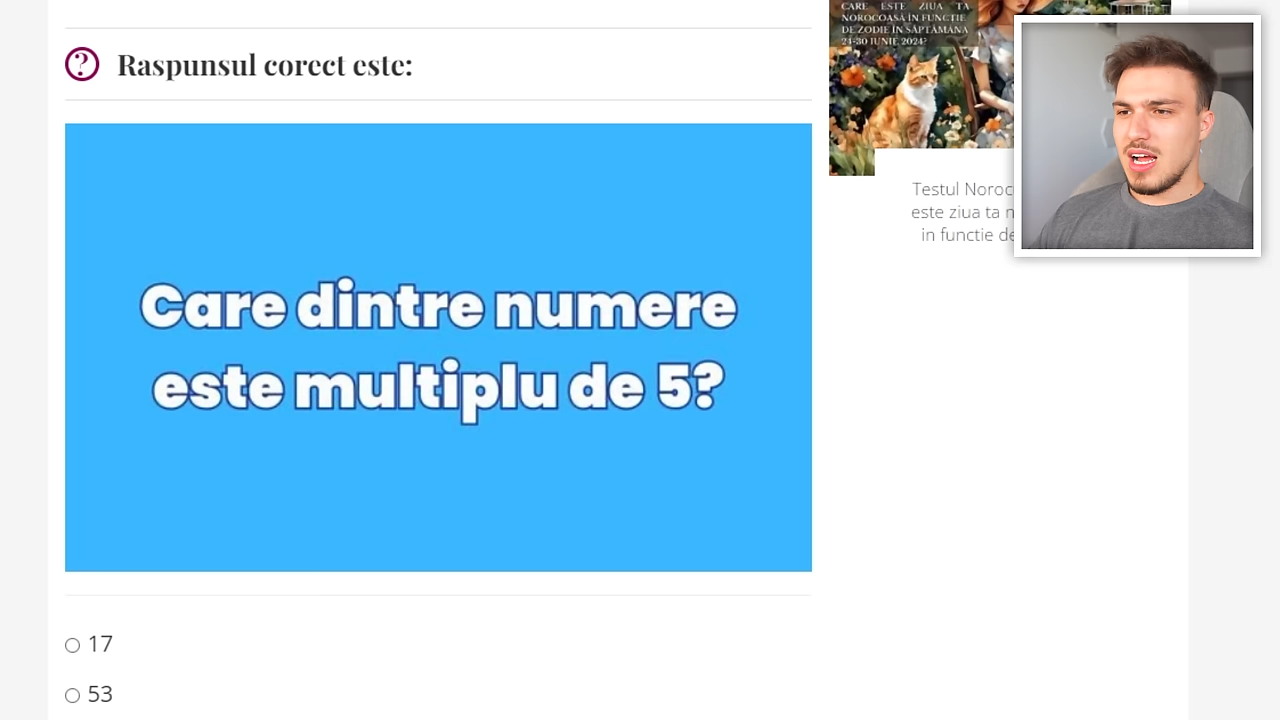 Raspunsul corect este:
Care dintre numere
este multiplu de 5?
17
53
CARE ESTE ZIUA TA
NOROCOASĂ ÎN FUNCȚIE
DE ZODIE ÎN SĂPTĂMÂNA
24-30 IUNIE 2024?
Testul Noroc
este ziua ta n
in functie de